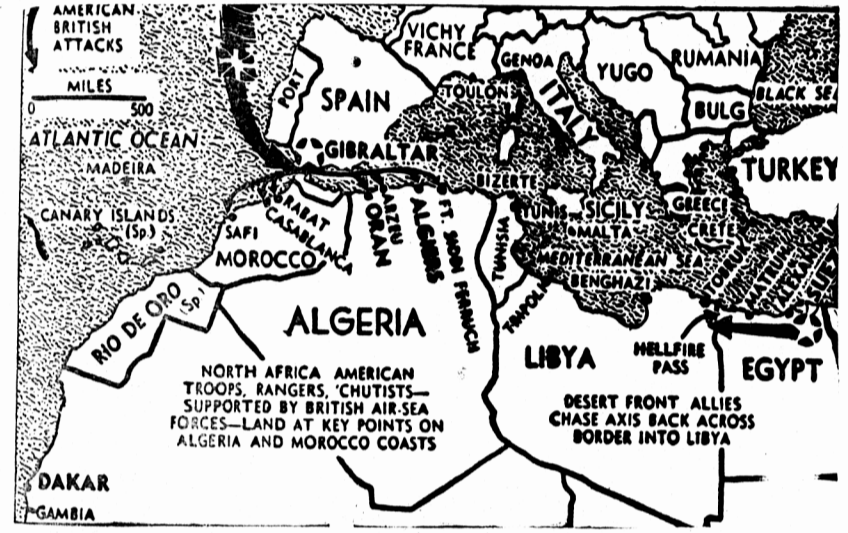 AMERICAN
BRITISH
ATTACKS
MILES
0 500
ATLANTIC OCEAN
MADEIRA
CANARY ISLANDS
(Sp.)
PORT
SPAIN
VICHY
FRANCE
GENOA
TOULON
ITALY
YUGO
RUMANIA
BULG
BLACK SEA
TURKEY
GIBRALTAR
BIZERTE
TUNIS
SICILY
MALTA
GREECE
CRETE
MEDITERRANEAN SEA
RABAT
CASABLANCA
SAFI
MOROCCO
ORAN
ARZEU
ALGIERS
TUNISIA
TRIPOLI
BENGHAZI
TOBRUK
MATRUH
RIO DE ORO
(Sp.)
ALGERIA
LIBYA
HELLFIRE
PASS
EGYPT
NORTH AFRICA AMERICAN
TROOPS, RANGERS, 'CHUTISTS—
SUPPORTED BY BRITISH AIR-SEA
FORCES—LAND AT KEY POINTS ON
ALGERIA AND MOROCCO COASTS
DESERT FRONT ALLIES
CHASE AXIS BACK ACROSS
BORDER INTO LIBYA
DAKAR
GAMBIA